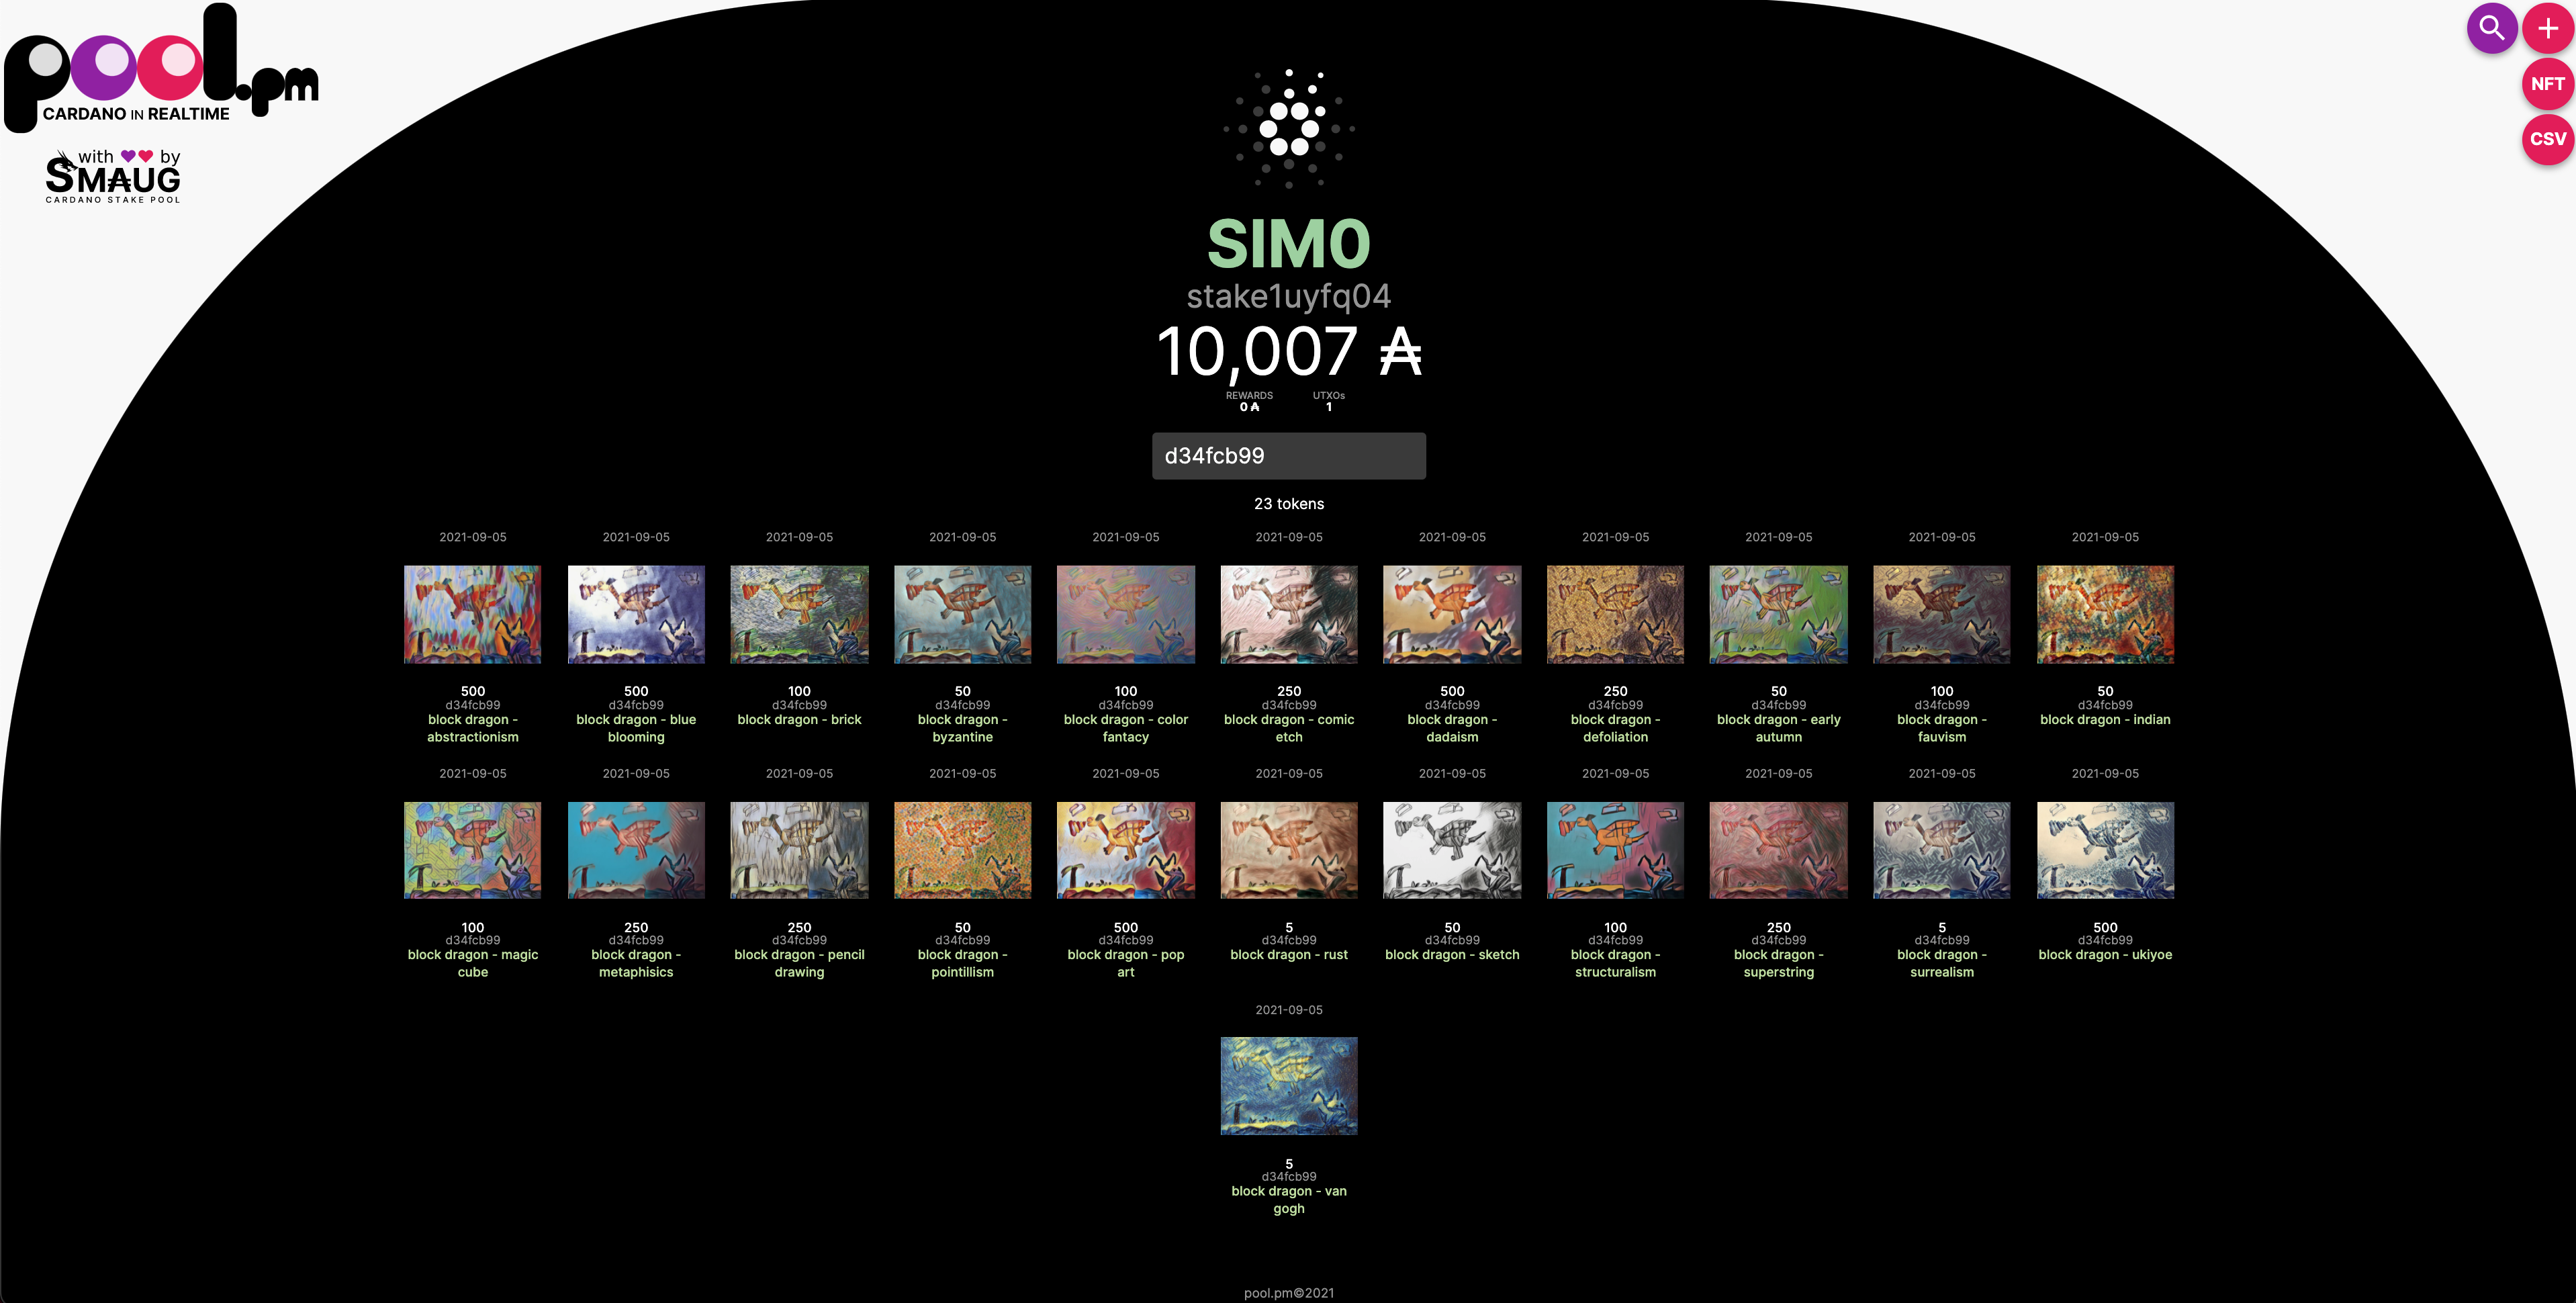 pool.pm
CARDANO IN REALTIME
with by
SMAUG
CARDANO STAKE POOL
NFT
CSV
SIM0
stake1uyfq04
10,007 ₳
REWARDS UTXOs
0 ₳ 1
d34fcb99
23 tokens
2021-09-05 2021-09-05 2021-09-05 2021-09-05 2021-09-05 2021-09-05 2021-09-05 2021-09-05 2021-09-05 2021-09-05 2021-09-05
500 500 100 50 100 250 500 250 50 100 50
d34fcb99 d34fcb99 d34fcb99 d34fcb99 d34fcb99 d34fcb99 d34fcb99 d34fcb99 d34fcb99 d34fcb99 d34fcb99
block dragon - block dragon - blue block dragon - brick block dragon - block dragon - color block dragon - comic block dragon - block dragon - block dragon - early block dragon - block dragon - indian
abstractionism blooming byzantine fantacy etch dadaism defoliation autumn fauvism
2021-09-05 2021-09-05 2021-09-05 2021-09-05 2021-09-05 2021-09-05 2021-09-05 2021-09-05 2021-09-05 2021-09-05 2021-09-05
100 250 250 50 500 5 50 100 250 5 500
d34fcb99 d34fcb99 d34fcb99 d34fcb99 d34fcb99 d34fcb99 d34fcb99 d34fcb99 d34fcb99 d34fcb99 d34fcb99
block dragon - magic block dragon - block dragon - pencil block dragon - block dragon - pop block dragon - rust block dragon - sketch block dragon - block dragon - block dragon - block dragon - ukiyoe
cube metaphisics drawing pointillism art structuralism superstring surrealism
2021-09-05
5
d34fcb99
block dragon - van
gogh
pool.pm©2021